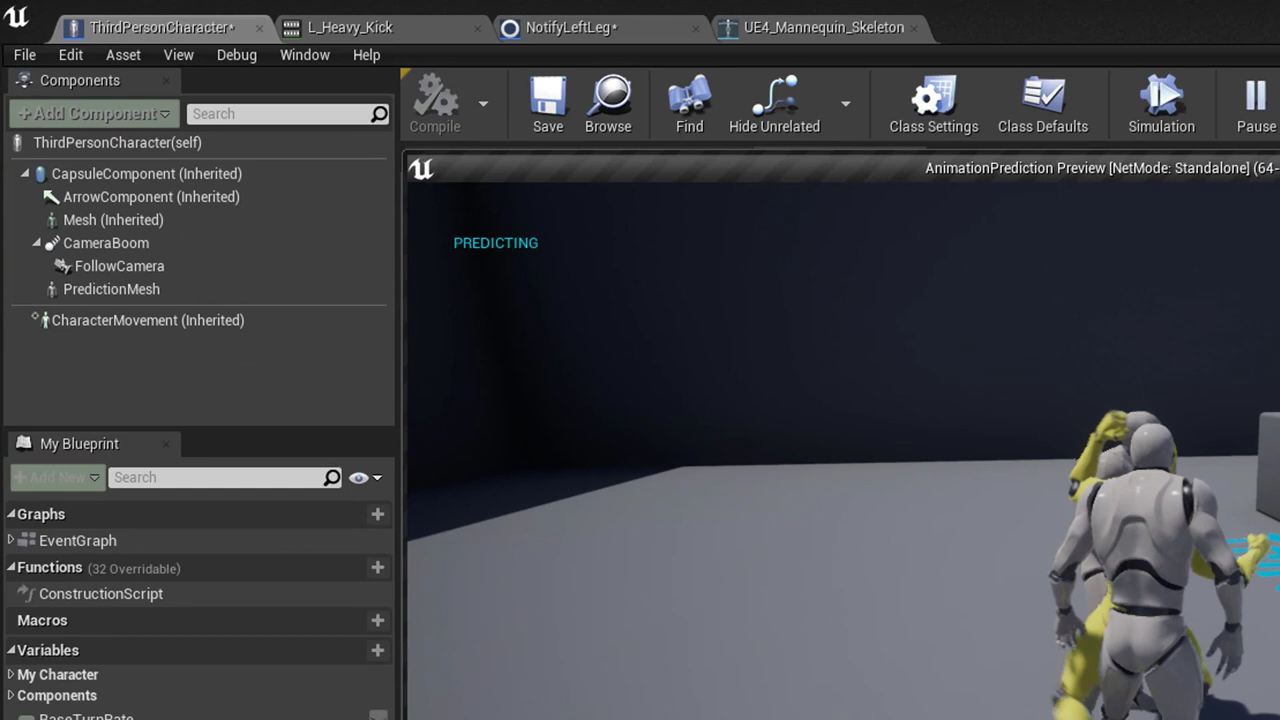 ThirdPersonCharacter*
L_Heavy_Kick
NotifyLeftLeg*
UE4_Mannequin_Skeleton
File Edit Asset View Window Debug Help
Components
+Add Component
Search
ThirdPersonCharacter(self)
CapsuleComponent (Inherited)
ArrowComponent (Inherited)
Mesh (Inherited)
CameraBoom
FollowCamera
PredictionMesh
CharacterMovement (Inherited)
My Blueprint
+Add New
Search
Graphs
EventGraph
Functions (32 Overridable)
ConstructionScript
Macros
Variables
My Character
Components
BaseTurnRate
Compile
Save
Browse
Find
Hide Unrelated
Class Settings
Class Defaults
Simulation
Pause
AnimationPrediction Preview [NetMode: Standalone] (64-
PREDICTING